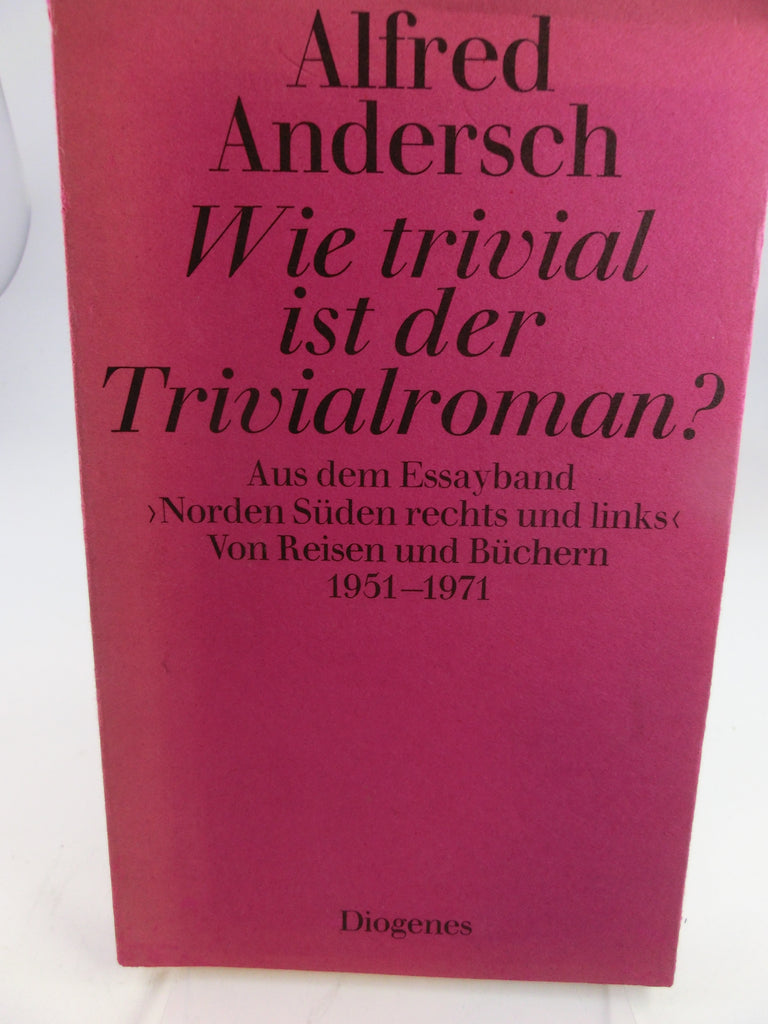 Alfred
Andersch
Wie trivial
ist der
Trivialroman?
Aus dem Essayband
›Norden Süden rechts und links‹
Von Reisen und Büchern
1951–1971
Diogenes